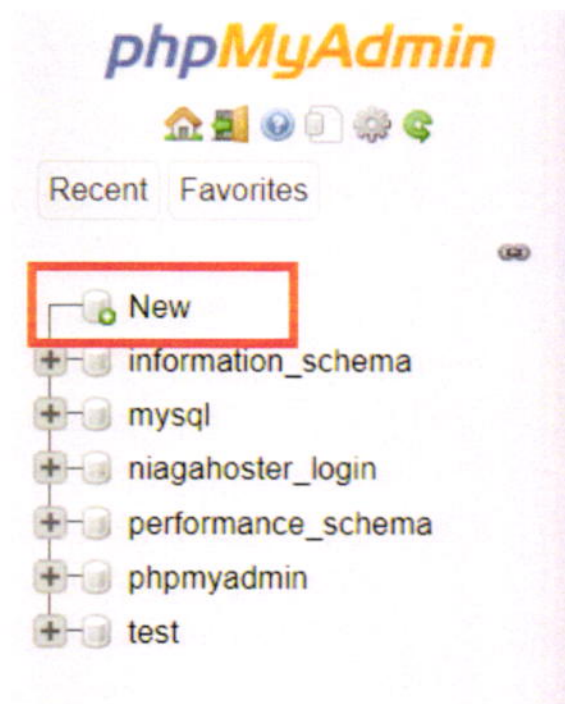 phpMyAdmin
Recent Favorites
New
information_schema
mysql
niagahoster_login
performance_schema
phpmyadmin
test